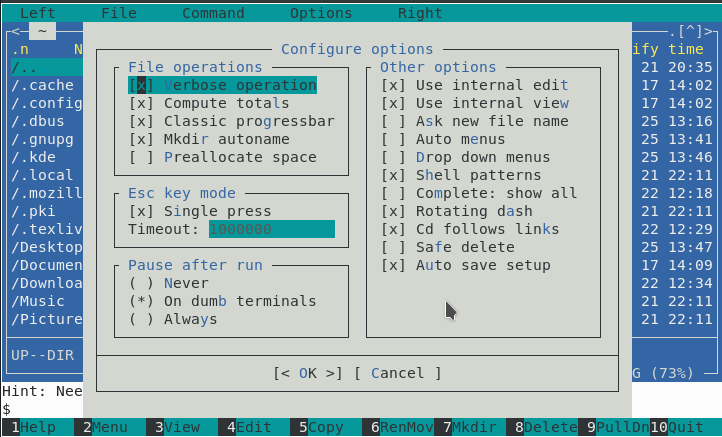 Left File Command Options Right
<─ ~ .[^]>
.n N ify time
Configure options
/.. 21 20:35
/.cache 17 14:02
/.config 17 14:02
/.dbus 25 13:16
/.gnupg 25 13:41
/.kde 25 13:46
/.local 21 22:11
/.mozill 22 12:18
/.pki 21 22:11
/.texliv 22 12:29
/Desktop 25 13:47
/Documen 17 14:09
/Downloa 22 12:34
/Music 21 22:11
/Picture 21 22:11
UP--DIR
G (73%)
File operations
[x] Verbose operation
[x] Compute totals
[x] Classic progressbar
[x] Mkdir autoname
[ ] Preallocate space
Esc key mode
[x] Single press
Timeout: 1000000
Pause after run
( ) Never
(*) On dumb terminals
( ) Always
Other options
[x] Use internal edit
[x] Use internal view
[ ] Ask new file name
[ ] Auto menus
[ ] Drop down menus
[x] Shell patterns
[ ] Complete: show all
[x] Rotating dash
[x] Cd follows links
[ ] Safe delete
[x] Auto save setup
[< OK >] [ Cancel ]
Hint: Nee
$
1Help 2Menu 3View 4Edit 5Copy 6RenMov 7Mkdir 8Delete 9PullDn 10Quit